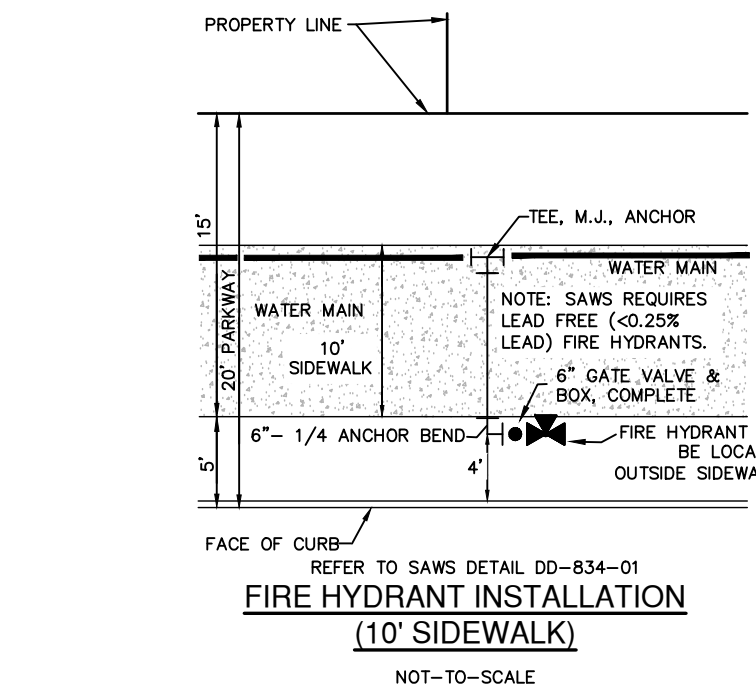 PROPERTY LINE
15'
TEE, M.J., ANCHOR
WATER MAIN
20' PARKWAY
WATER MAIN
10'
SIDEWALK
NOTE: SAWS REQUIRES
LEAD FREE (<0.25%
LEAD) FIRE HYDRANTS.
6" GATE VALVE &
BOX, COMPLETE
6"- 1/4 ANCHOR BEND
FIRE HYDRANT
BE
OUTSIDE
5'
4'
FACE OF CURB
REFER TO SAWS DETAIL DD-834-01
FIRE HYDRANT INSTALLATION
(10' SIDEWALK)
NOT-TO-SCALE